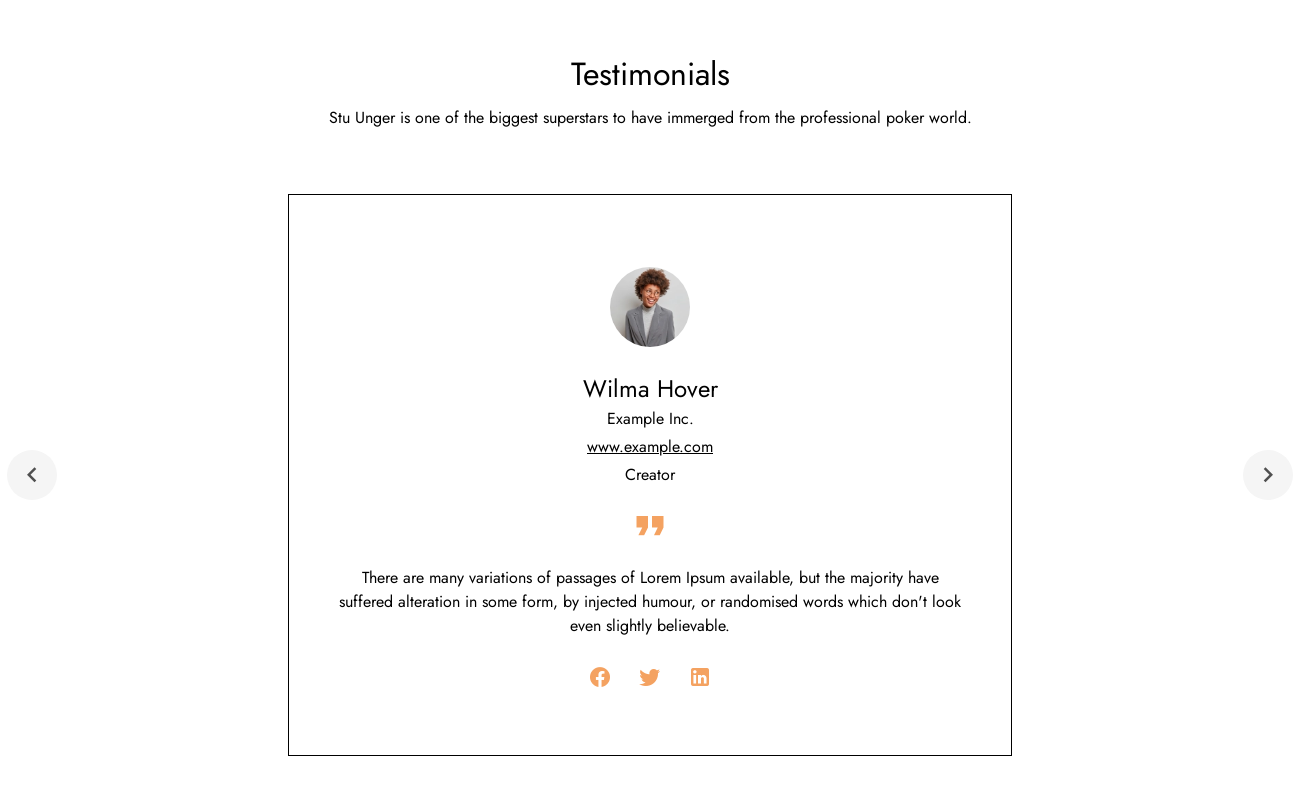 Testimonials
Stu Unger is one of the biggest superstars to have immerged from the professional poker world.
Wilma Hover
Example Inc.
www.example.com
Creator
There are many variations of passages of Lorem Ipsum available, but the majority have
suffered alteration in some form, by injected humour, or randomised words which don't look
even slightly believable.